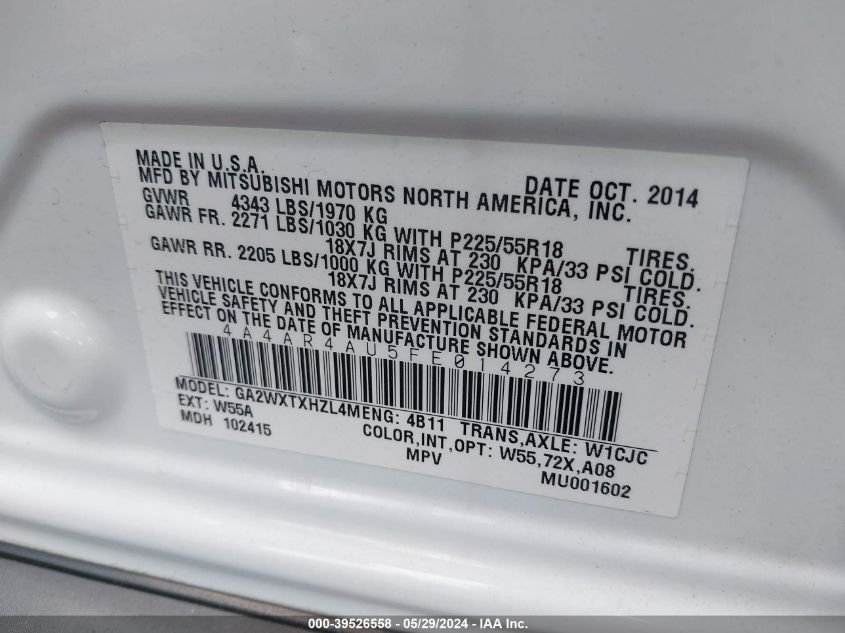 MADE IN U.S.A. DATE OCT. 2014
MFD BY MITSUBISHI MOTORS NORTH AMERICA, INC.
GVWR 4343 LBS/1970 KG
GAWR FR. 2271 LBS/1030 KG WITH P225/55R18 TIRES,
18X7J RIMS AT 230 KPA/33 PSI COLD.
GAWR RR. 2205 LBS/1000 KG WITH P225/55R18 TIRES,
18X7J RIMS AT 230 KPA/33 PSI COLD.
THIS VEHICLE CONFORMS TO ALL APPLICABLE FEDERAL MOTOR
VEHICLE SAFETY AND THEFT PREVENTION STANDARDS IN
EFFECT ON THE DATE OF MANUFACTURE SHOWN ABOVE.
4A4AR4AU5FE014273
MODEL: GA2WXTXHZL4MENG: 4B11 TRANS,AXLE: W1CJC
EXT: W55A COLOR,INT,OPT: W55,72X,A08
MDH 102415 MPV MU001602
000-39526558 - 05/29/2024 - IAA Inc.